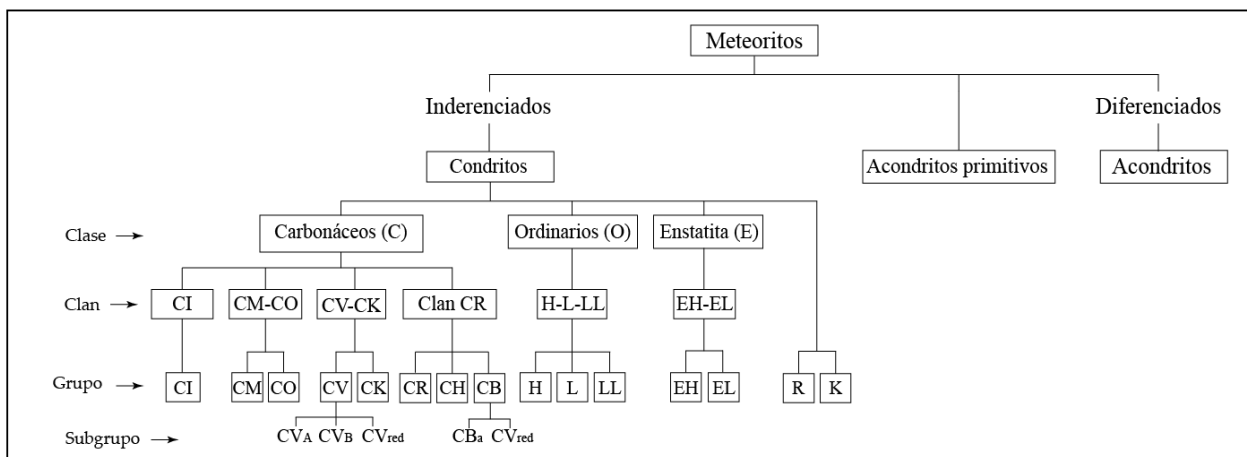 Meteoritos
Inderenciados
Diferenciados
Condritos
Acondritos primitivos
Acondritos
Clase →
Carbonáceos (C)
Ordinarios (O)
Enstatita (E)
Clan →
CI
CM-CO
CV-CK
Clan CR
H-L-LL
EH-EL
Grupo →
CI
CM
CO
CV
CK
CR
CH
CB
H
L
LL
EH
EL
R
K
Subgrupo →
CVA
CVB
CVred
CBa
CVred